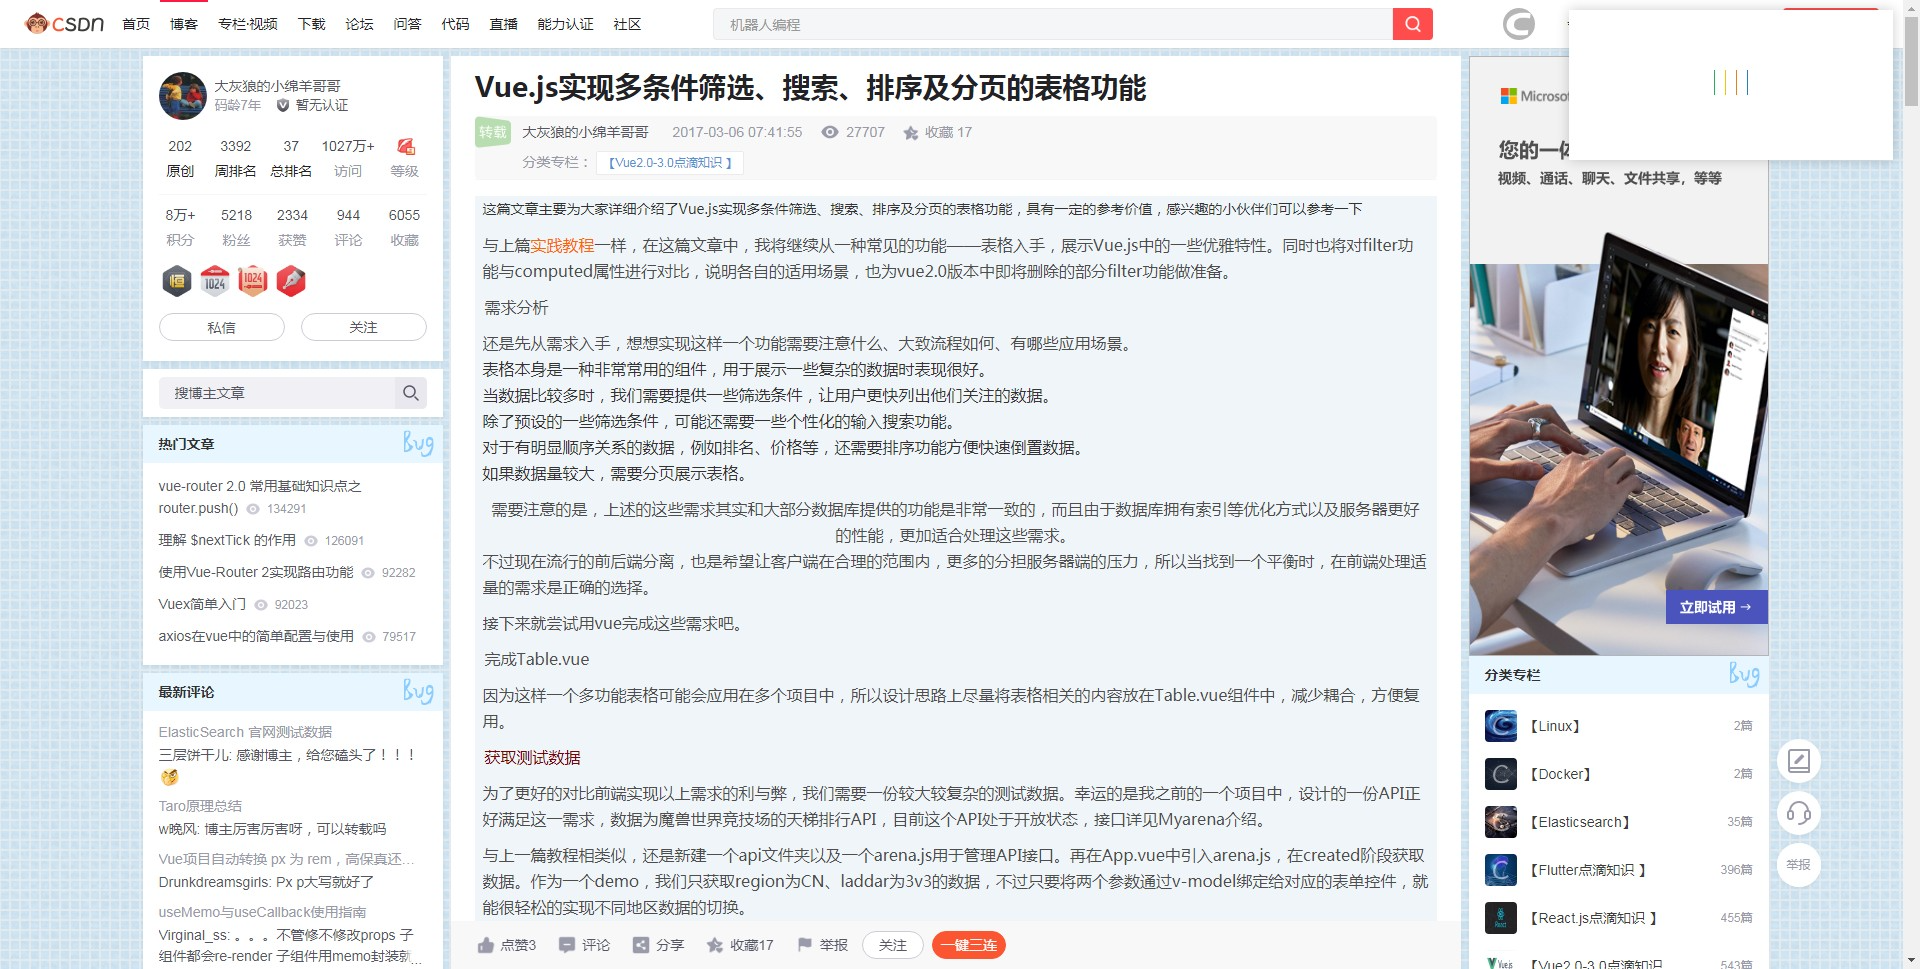 CSDN 首页 博客 专栏·视频 下载 论坛 问答 代码 直播 能力认证 社区
机器人编程
大灰狼的小绵羊哥哥
码龄7年 暂无认证
202 3392 37 1027万+
原创 周排名 总排名 访问 等级
8万+ 5218 2334 944 6055
积分 粉丝 获赞 评论 收藏
1024 1024
私信 关注
搜博主文章
热门文章 Bug
vue-router 2.0 常用基础知识点之
router.push() 134291
理解 $nextTick 的作用 126091
使用Vue-Router 2实现路由功能 92282
Vuex简单入门 92023
axios在vue中的简单配置与使用 79517
最新评论 Bug
ElasticSearch 官网测试数据
三层饼干儿: 感谢博主，给您磕头了！！！
Taro原理总结
w晚风: 博主厉害厉害呀，可以转载吗
Vue项目自动转换 px 为 rem，高保真还...
Drunkdreamsgirls: Px p大写就好了
useMemo与useCallback使用指南
Virginal_ss: 。。。不管修不修改props 子
组件都会re-render 子组件用memo封装就...
Vue.js实现多条件筛选、搜索、排序及分页的表格功能
转载 大灰狼的小绵羊哥哥 2017-03-06 07:41:55 27707 收藏 17
分类专栏： 【Vue2.0-3.0点滴知识 】
这篇文章主要为大家详细介绍了Vue.js实现多条件筛选、搜索、排序及分页的表格功能，具有一定的参考价值，感兴趣的小伙伴们可以参考一下
与上篇实践教程一样，在这篇文章中，我将继续从一种常见的功能——表格入手，展示Vue.js中的一些优雅特性。同时也将对filter功
能与computed属性进行对比，说明各自的适用场景，也为vue2.0版本中即将删除的部分filter功能做准备。
需求分析
还是先从需求入手，想想实现这样一个功能需要注意什么、大致流程如何、有哪些应用场景。
表格本身是一种非常常用的组件，用于展示一些复杂的数据时表现很好。
当数据比较多时，我们需要提供一些筛选条件，让用户更快列出他们关注的数据。
除了预设的一些筛选条件，可能还需要一些个性化的输入搜索功能。
对于有明显顺序关系的数据，例如排名、价格等，还需要排序功能方便快速倒置数据。
如果数据量较大，需要分页展示表格。
需要注意的是，上述的这些需求其实和大部分数据库提供的功能是非常一致的，而且由于数据库拥有索引等优化方式以及服务器更好
的性能，更加适合处理这些需求。
不过现在流行的前后端分离，也是希望让客户端在合理的范围内，更多的分担服务器端的压力，所以当找到一个平衡时，在前端处理适
量的需求是正确的选择。
接下来就尝试用vue完成这些需求吧。
完成Table.vue
因为这样一个多功能表格可能会应用在多个项目中，所以设计思路上尽量将表格相关的内容放在Table.vue组件中，减少耦合，方便复
用。
获取测试数据
为了更好的对比前端实现以上需求的利与弊，我们需要一份较大较复杂的测试数据。幸运的是我之前的一个项目中，设计的一份API正
好满足这一需求，数据为魔兽世界竞技场的天梯排行API，目前这个API处于开放状态，接口详见Myarena介绍。
与上一篇教程相类似，还是新建一个api文件夹以及一个arena.js用于管理API接口。再在App.vue中引入arena.js，在created阶段获取
数据。作为一个demo，我们只获取region为CN、laddar为3v3的数据，不过只要将两个参数通过v-model绑定给对应的表单控件，就
能很轻松的实现不同地区数据的切换。
点赞3 评论 分享 收藏17 举报 关注 一键三连
Microsof
您的一体
视频、通话、聊天、文件共享，等等
立即试用 →
分类专栏 Bug
【Linux】 2篇
【Docker】 2篇
【Elasticsearch】 35篇
【Flutter点滴知识 】 396篇
【React.js点滴知识 】 455篇
【Vue2.0-3.0点滴知识 543篇
举报